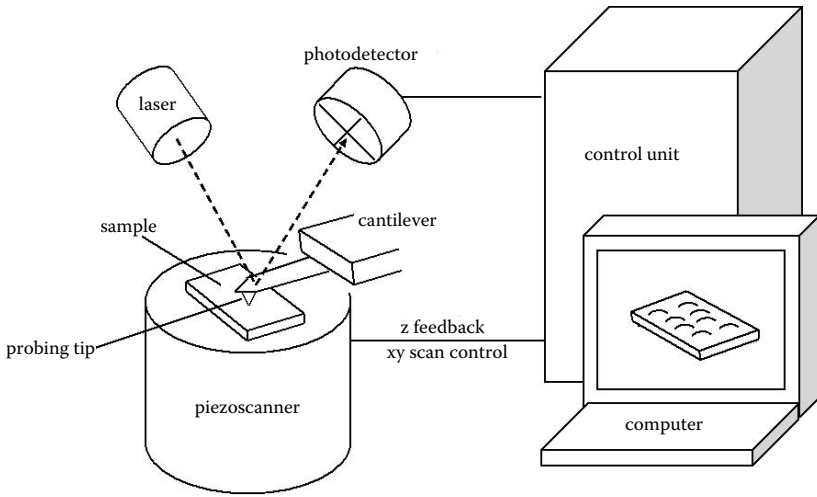 photodetector
laser
control unit
sample
cantilever
probing tip
z feedback
xy scan control
piezoscanner
computer